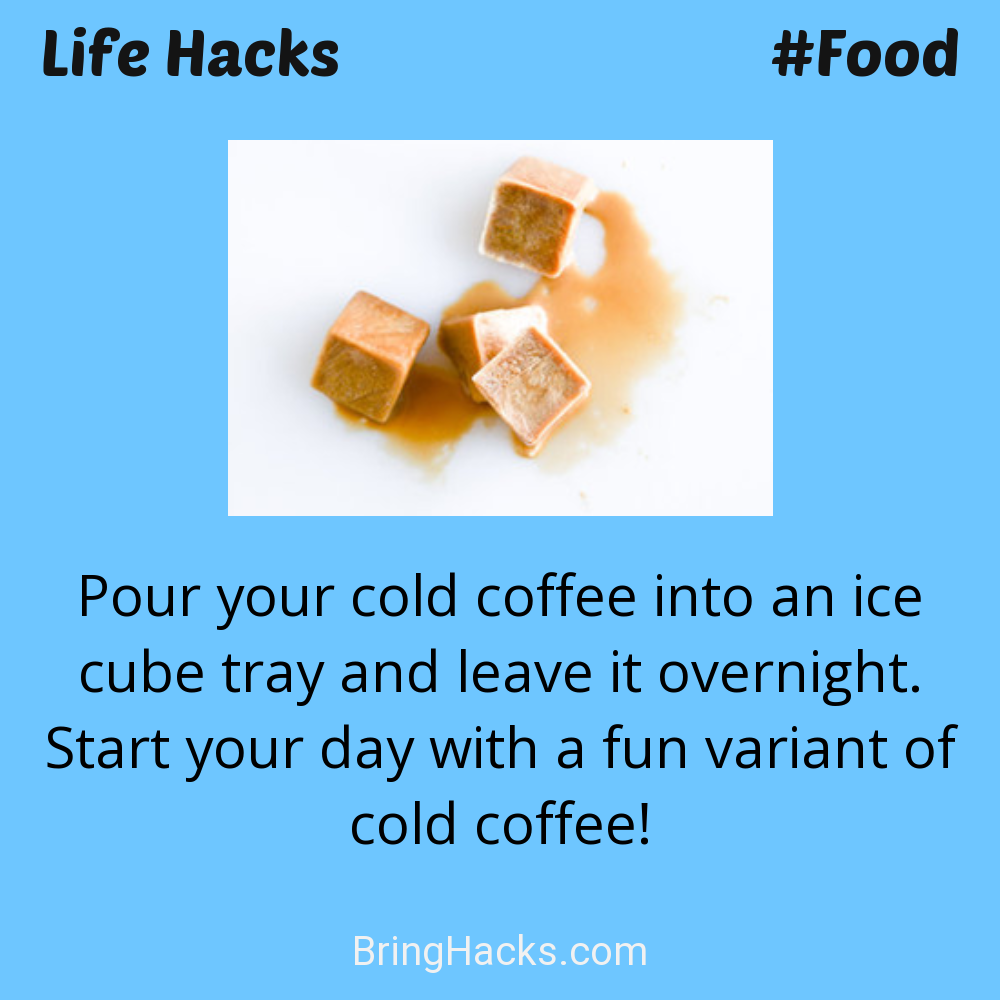 Life Hacks #Food
Pour your cold coffee into an ice
cube tray and leave it overnight.
Start your day with a fun variant of
cold coffee!
BringHacks.com